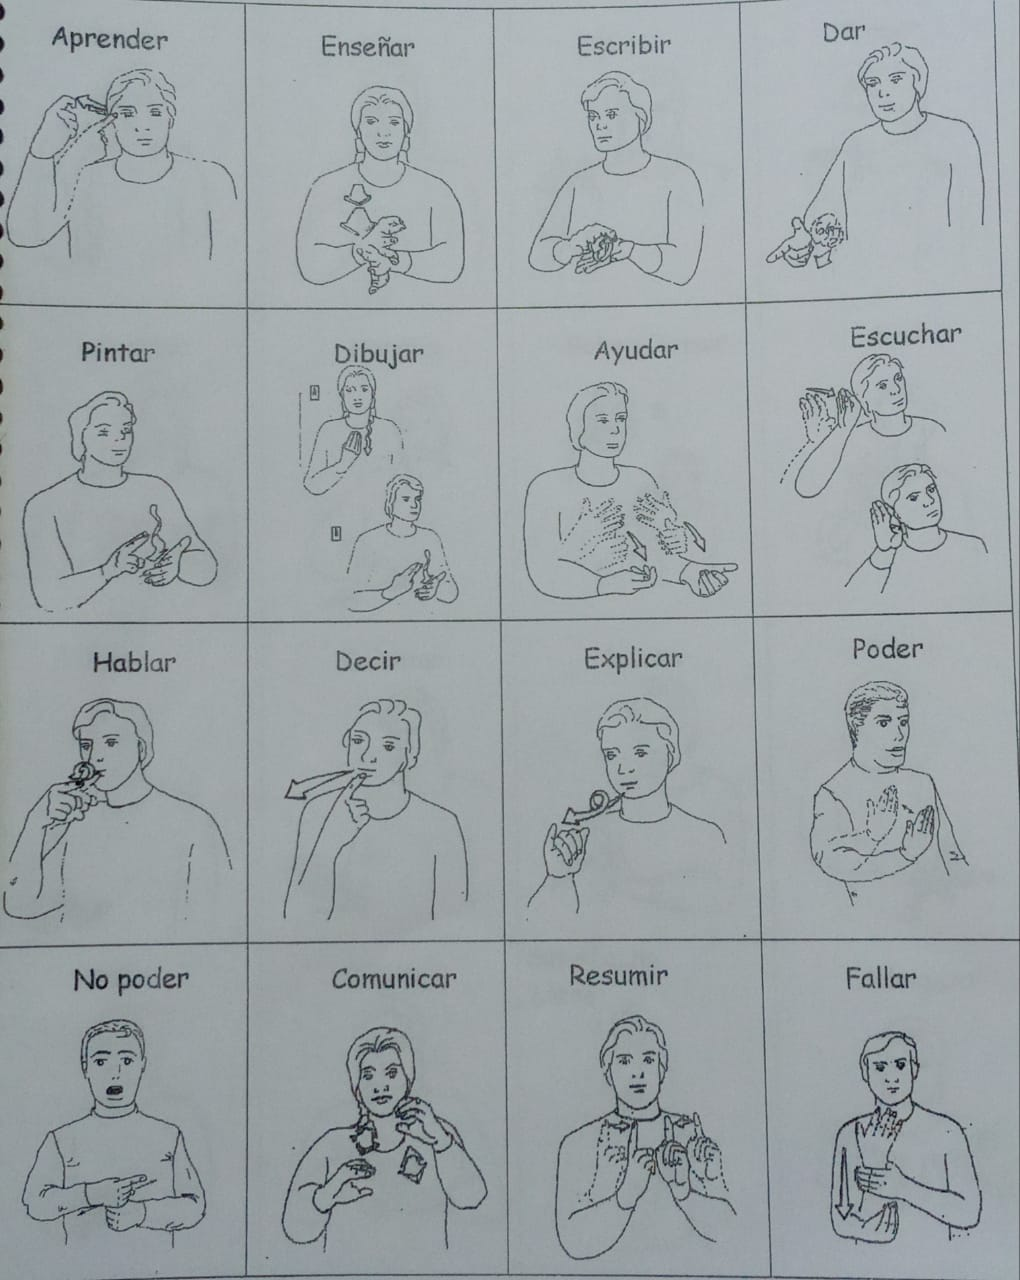 Aprender
Enseñar
Escribir
Dar
Pintar
Dibujar
Ayudar
Escuchar
Hablar
Decir
Explicar
Poder
No poder
Comunicar
Resumir
Fallar